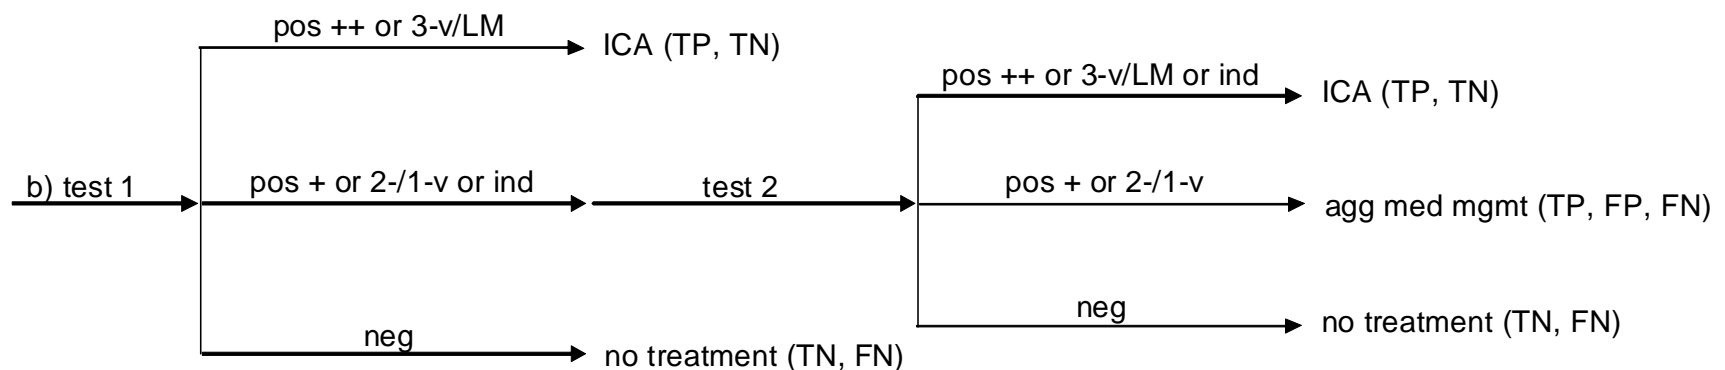 pos ++ or 3-v/LM
ICA (TP, TN)
pos ++ or 3-v/LM or ind
ICA (TP, TN)
b) test 1
pos + or 2-/1-v or ind
test 2
pos + or 2-/1-v
agg med mgmt (TP, FP, FN)
neg
no treatment (TN, FN)
neg
no treatment (TN, FN)